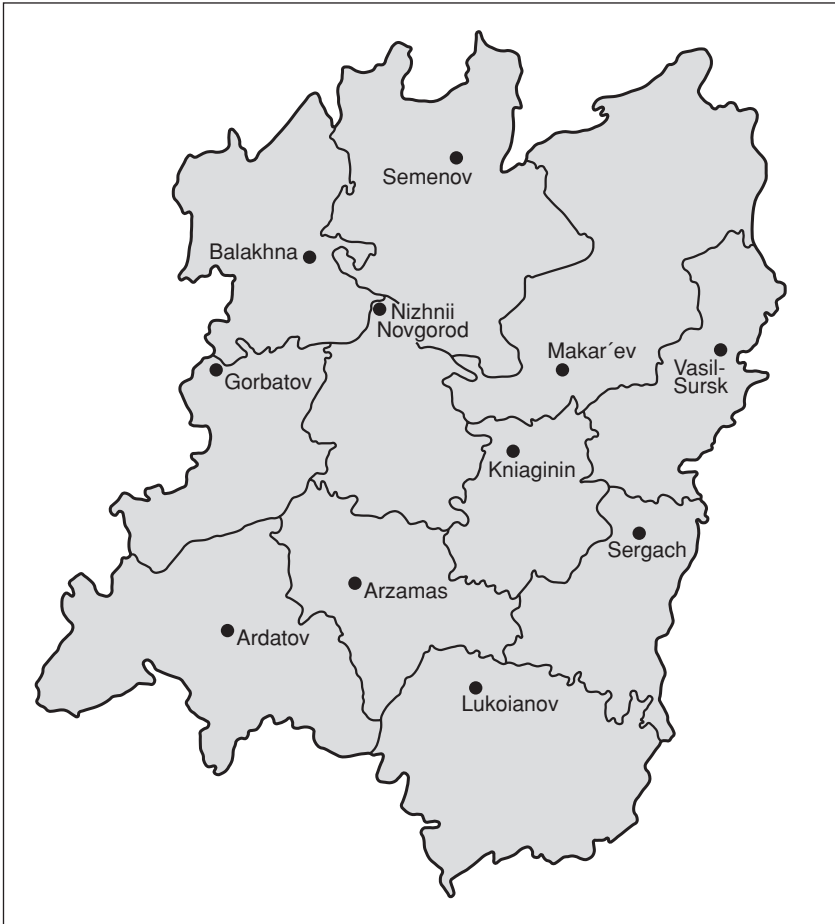 Semenov
Balakhna
Nizhnii
Novgorod
Makar´ev
Vasil-
Sursk
Gorbatov
Kniaginin
Sergach
Arzamas
Ardatov
Lukoianov